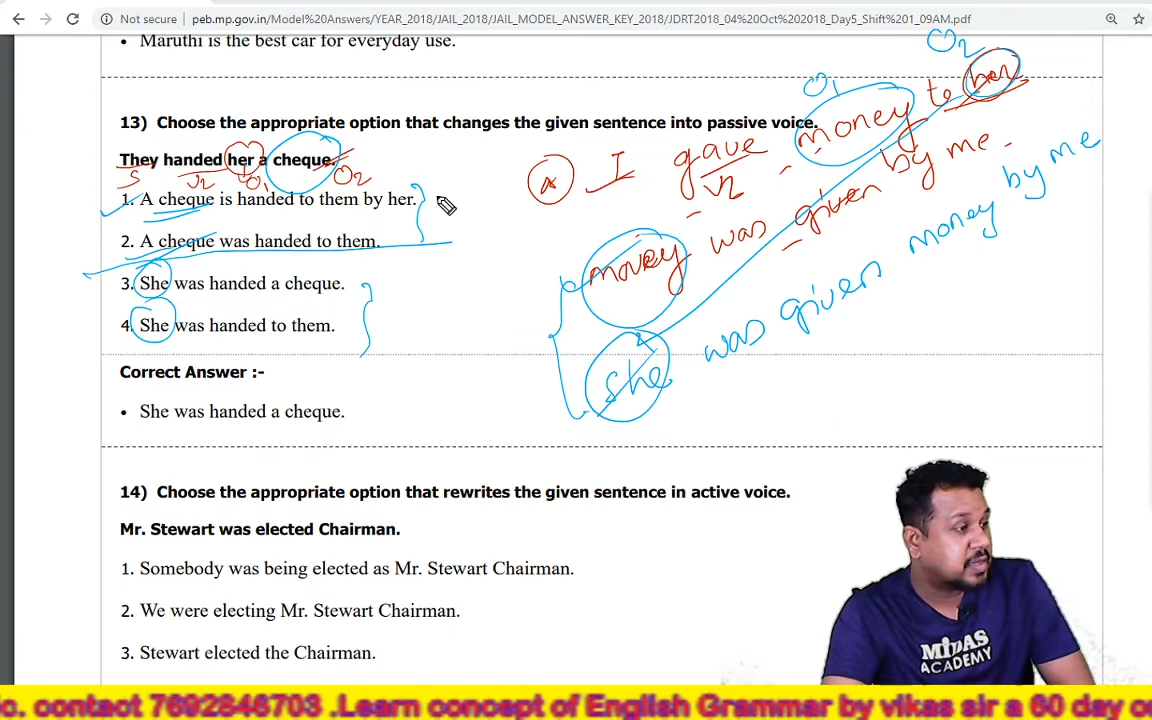 Not secure | peb.mp.gov.in/Model%20Answers/YEAR_2018/JAIL_2018/JAIL_MODEL_ANSWER_KEY_2018/JDRT2018_04%20Oct%202018_Day5_Shift%201_09AM.pdf
• Maruthi is the best car for everyday use.
13) Choose the appropriate option that changes the given sentence into passive voice.
They handed her a cheque.
S V2 O1 O2
1. A cheque is handed to them by her.
2. A cheque was handed to them.
3. She was handed a cheque.
4. She was handed to them.
O1 O2
I gave money to her
V2
money was given by me.
she was given money by me
Correct Answer :-
• She was handed a cheque.
14) Choose the appropriate option that rewrites the given sentence in active voice.
Mr. Stewart was elected Chairman.
1. Somebody was being elected as Mr. Stewart Chairman.
2. We were electing Mr. Stewart Chairman.
3. Stewart elected the Chairman.
MIDAS
ACADEMY
c. contact 7692846703 .Learn concept of English Grammar by vikas sir a 60 day